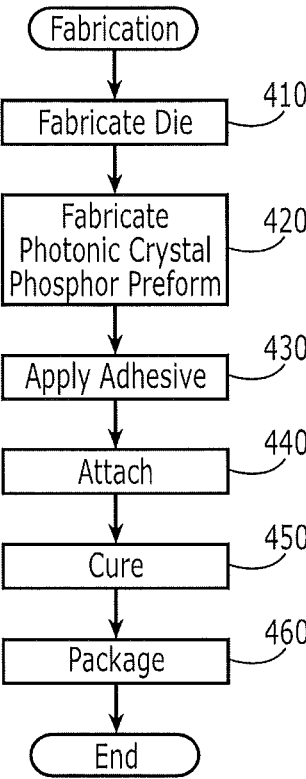 Fabrication
410
Fabricate Die
420
Fabricate
Photonic Crystal
Phosphor Preform
430
Apply Adhesive
440
Attach
450
Cure
460
Package
End